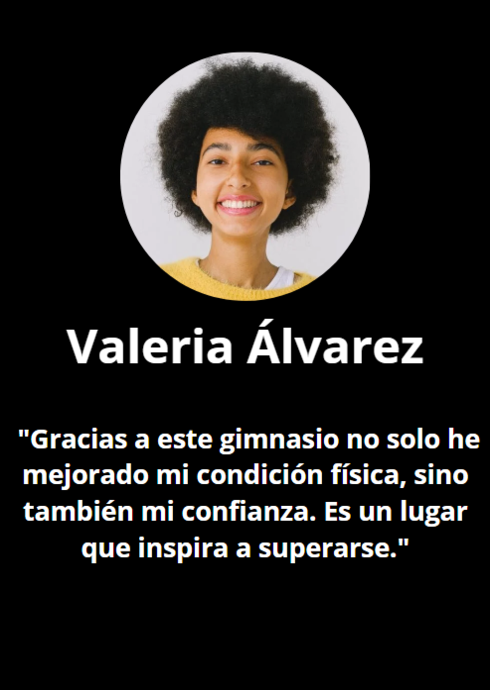 Valeria Álvarez
"Gracias a este gimnasio no solo he
mejorado mi condición física, sino
también mi confianza. Es un lugar
que inspira a superarse."